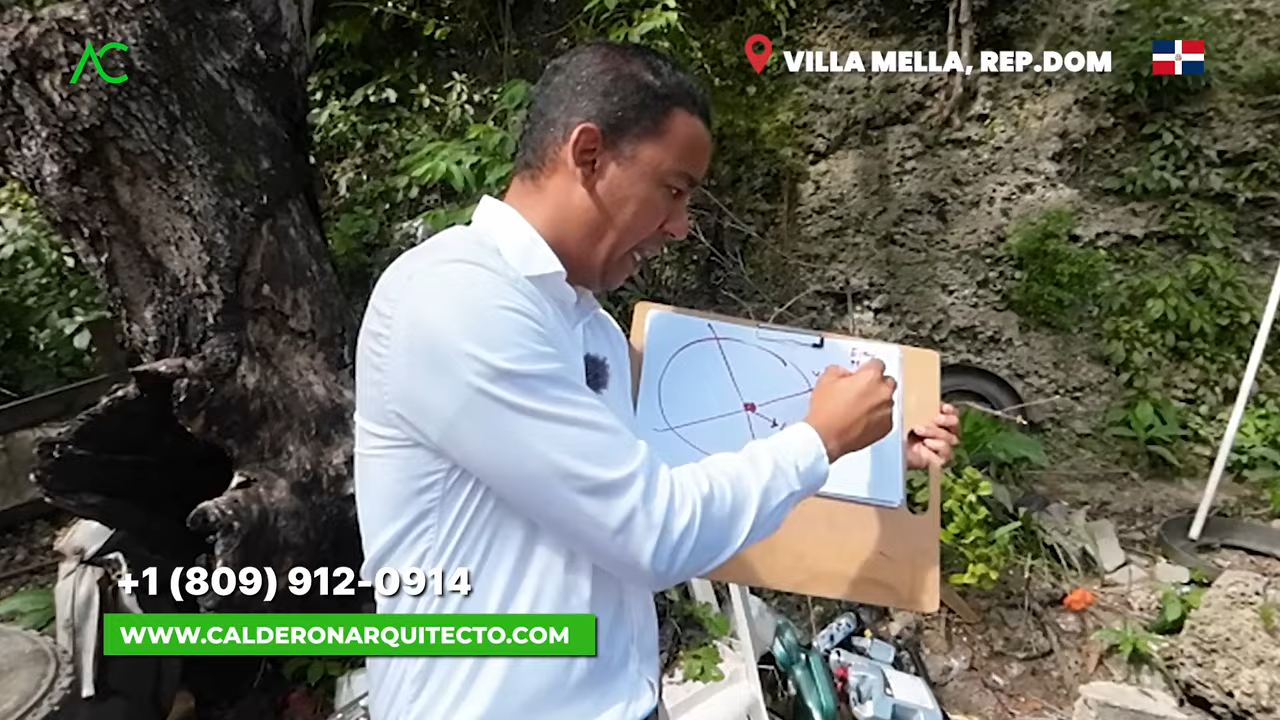 AC
VILLA MELLA, REP.DOM
+1 (809) 912-0914
WWW.CALDERONARQUITECTO.COM